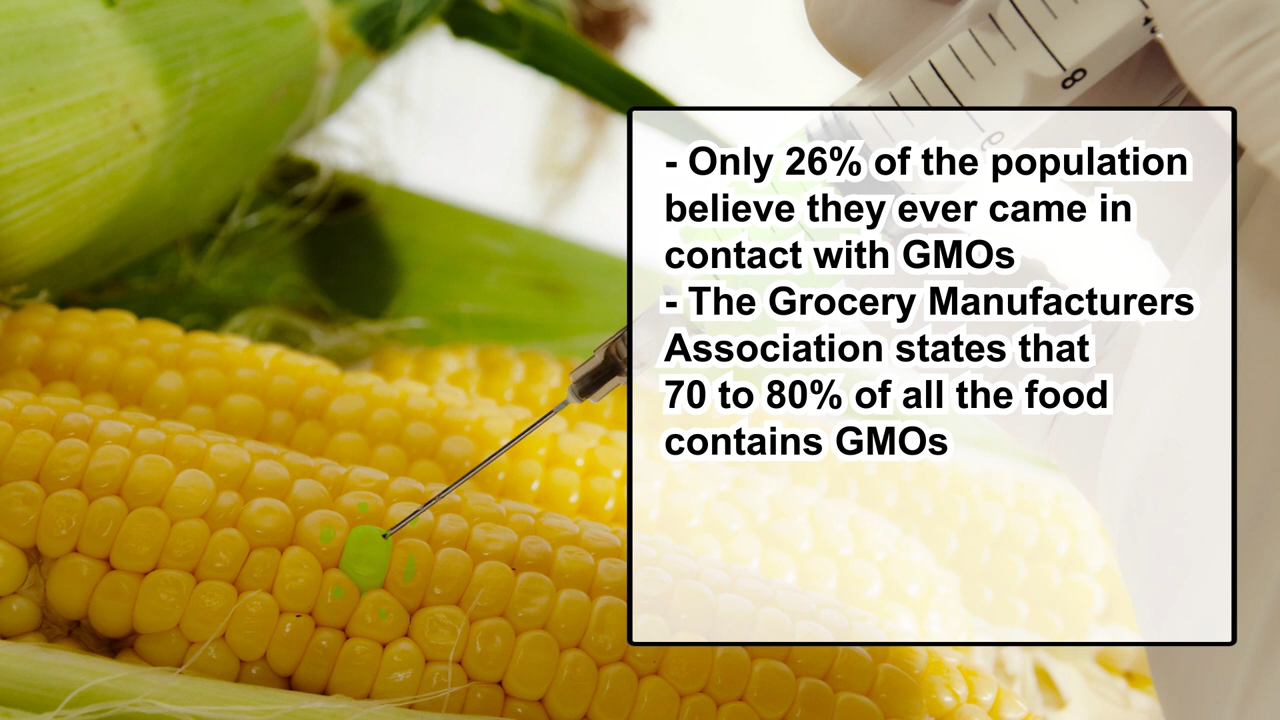 8
- Only 26% of the population
believe they ever came in
contact with GMOs
- The Grocery Manufacturers
Association states that
70 to 80% of all the food
contains GMOs